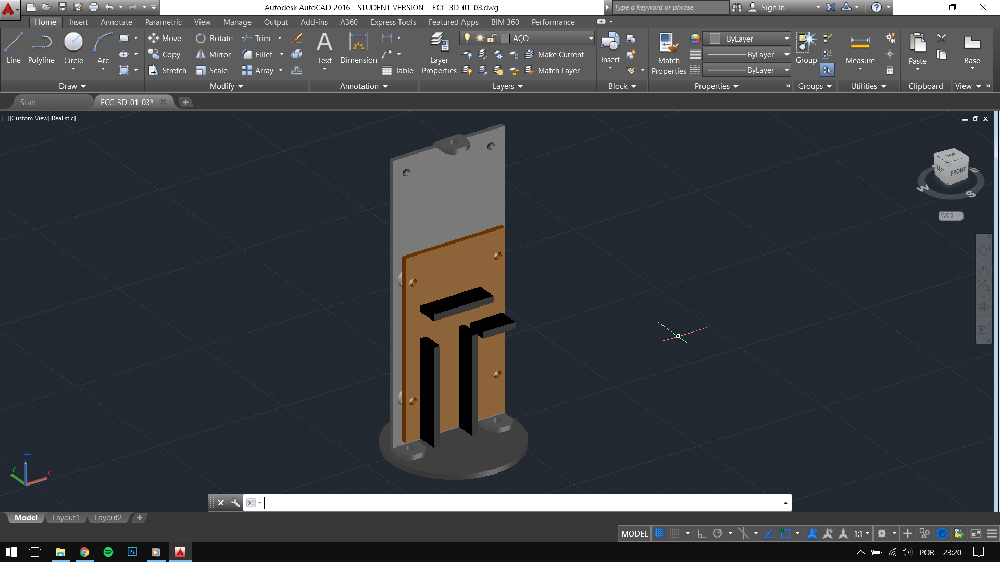 Autodesk AutoCAD 2016 - STUDENT VERSION ECC_3D_01_03.dwg
Type a keyword or phrase
Sign In
Home Insert Annotate Parametric View Manage Output Add-ins A360 Express Tools Featured Apps BIM 360 Performance
Line Polyline Circle Arc
Move Rotate Trim
Copy Mirror Fillet
Stretch Scale Array
Text Dimension Table
Layer Properties
AÇO
Make Current
Match Layer
Insert
Match Properties
ByLayer
ByLayer
ByLayer
Group
Measure
Paste
Base
Draw Modify Annotation Layers Block Properties Groups Utilities Clipboard View
Start ECC_3D_01_03*
[−][Custom View][Realistic]
TOP
LEFT FRONT
E
W S
WCS
Z
Y X
Model Layout1 Layout2
MODEL 1:1
Ps
POR 23:20